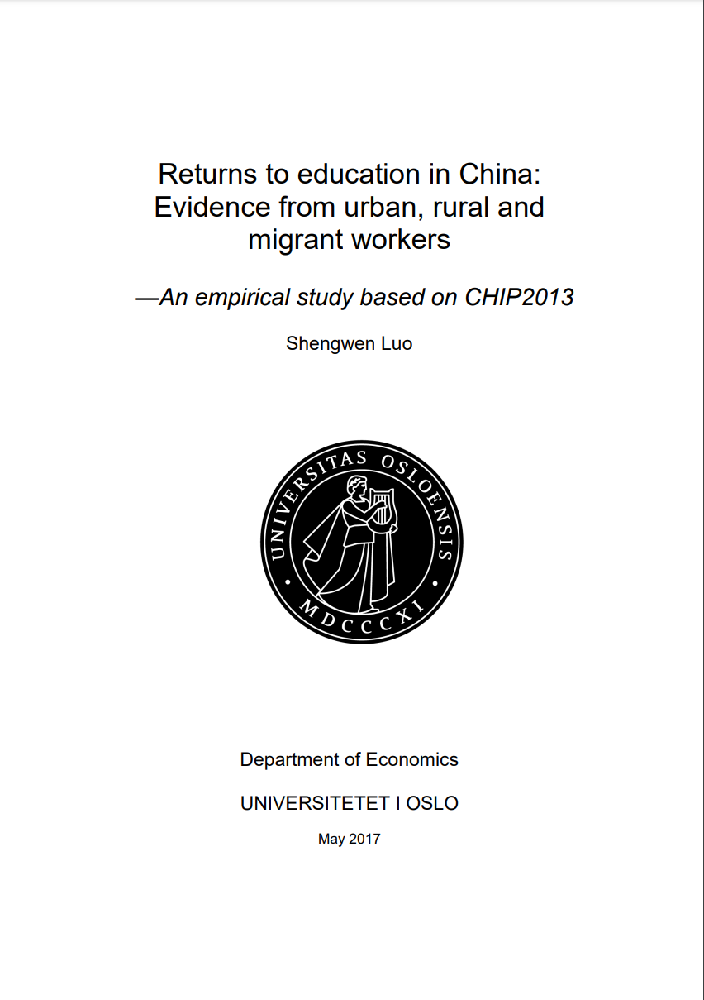 Returns to education in China:
Evidence from urban, rural and
migrant workers
—An empirical study based on CHIP2013
Shengwen Luo
UNIVERSITAS OSLOENSIS
MDCCCXI
Department of Economics
UNIVERSITETET I OSLO
May 2017